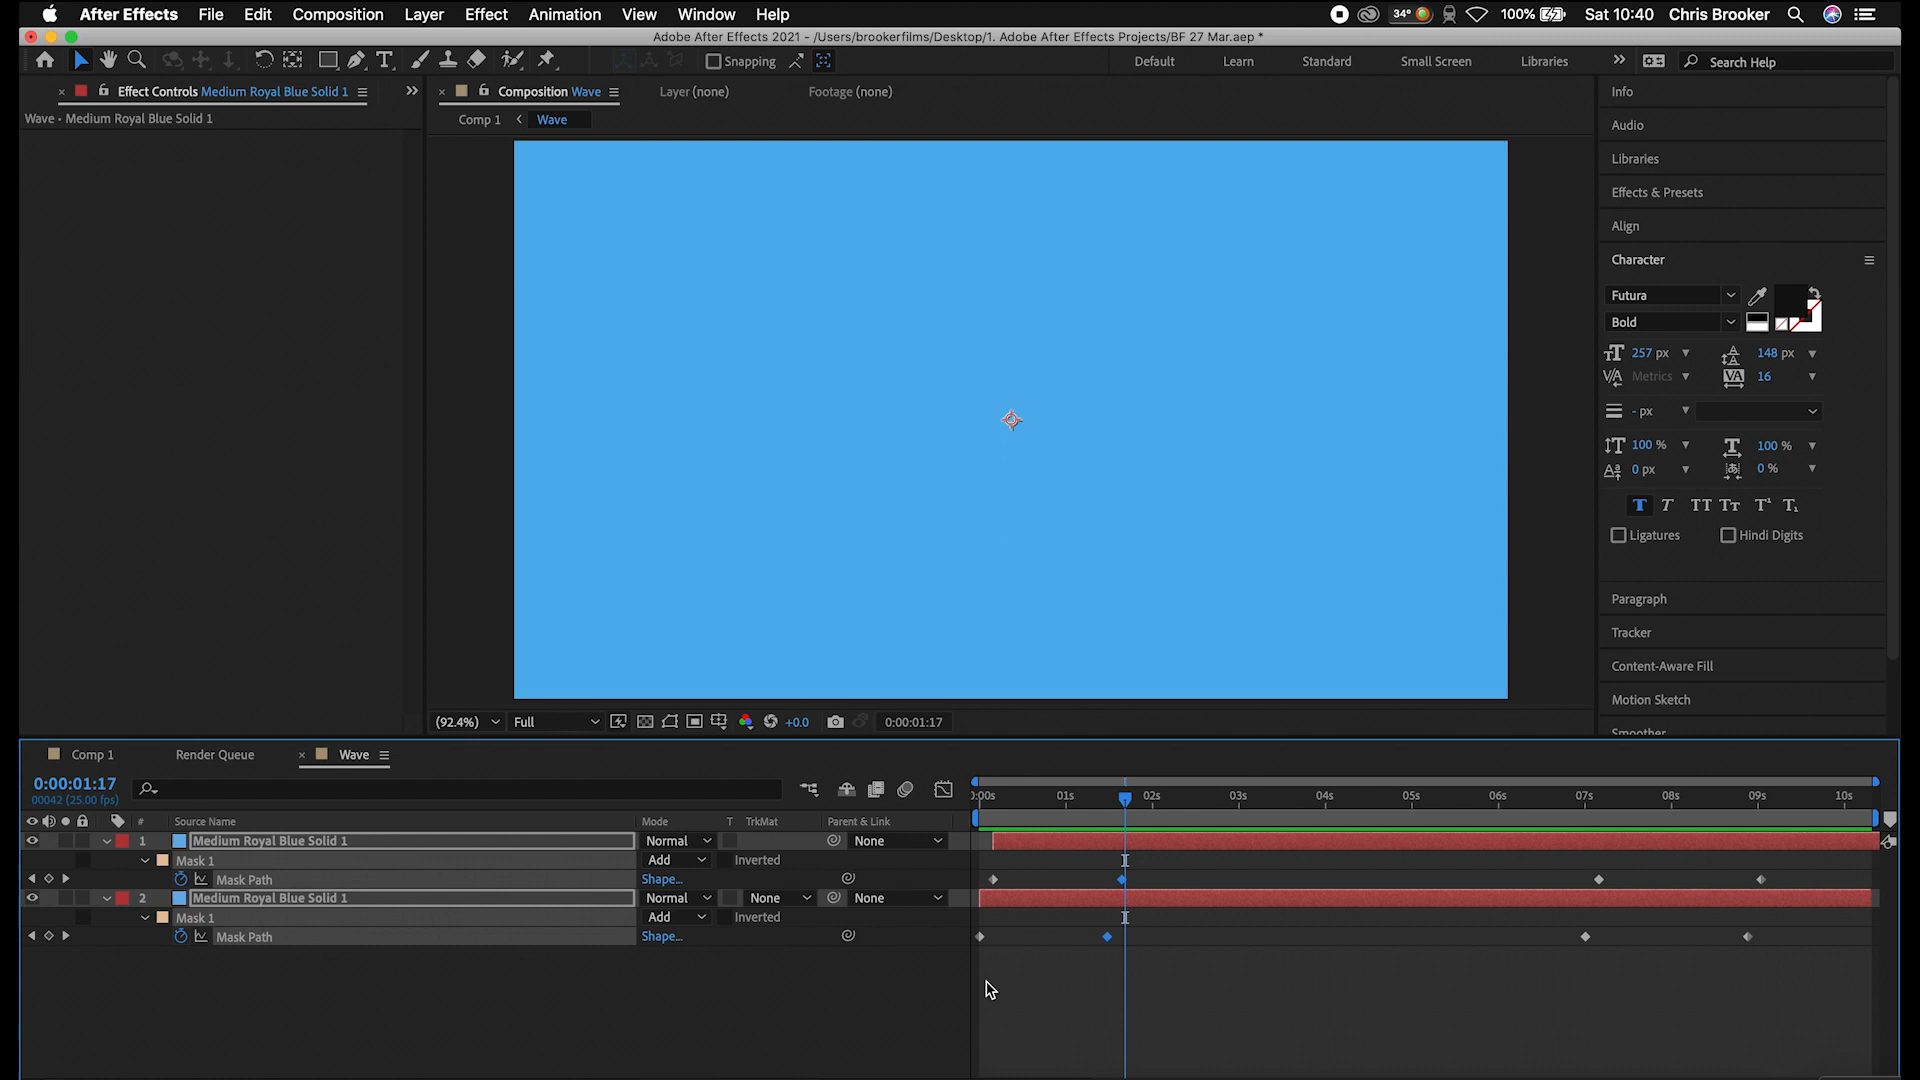 After Effects File Edit Composition Layer Effect Animation View Window Help 34° 100% Sat 10:40 Chris Brooker
Adobe After Effects 2021 - /Users/brookerfilms/Desktop/1. Adobe After Effects Projects/BF 27 Mar.aep *
Snapping Default Learn Standard Small Screen Libraries Search Help
Effect Controls Medium Royal Blue Solid 1 Composition Wave Layer (none) Footage (none)
Wave • Medium Royal Blue Solid 1
Comp 1 Wave
Info
Audio
Libraries
Effects & Presets
Align
Character
Futura
Bold
257 px 148 px
Metrics 16
- px
100 % 100 %
0 px 0 %
T T TT Tт T¹ T₁
Ligatures Hindi Digits
Paragraph
Tracker
Content-Aware Fill
Motion Sketch
Smoother
(92.4%) Full +0.0 0:00:01:17
Comp 1 Render Queue Wave
0:00:01:17
00042 (25.00 fps)
0:00s 01s 02s 03s 04s 05s 06s 07s 08s 09s 10s
# Source Name Mode T TrkMat Parent & Link
1 Medium Royal Blue Solid 1 Normal None
Mask 1 Add Inverted
Mask Path Shape...
2 Medium Royal Blue Solid 1 Normal None None
Mask 1 Add Inverted
Mask Path Shape...